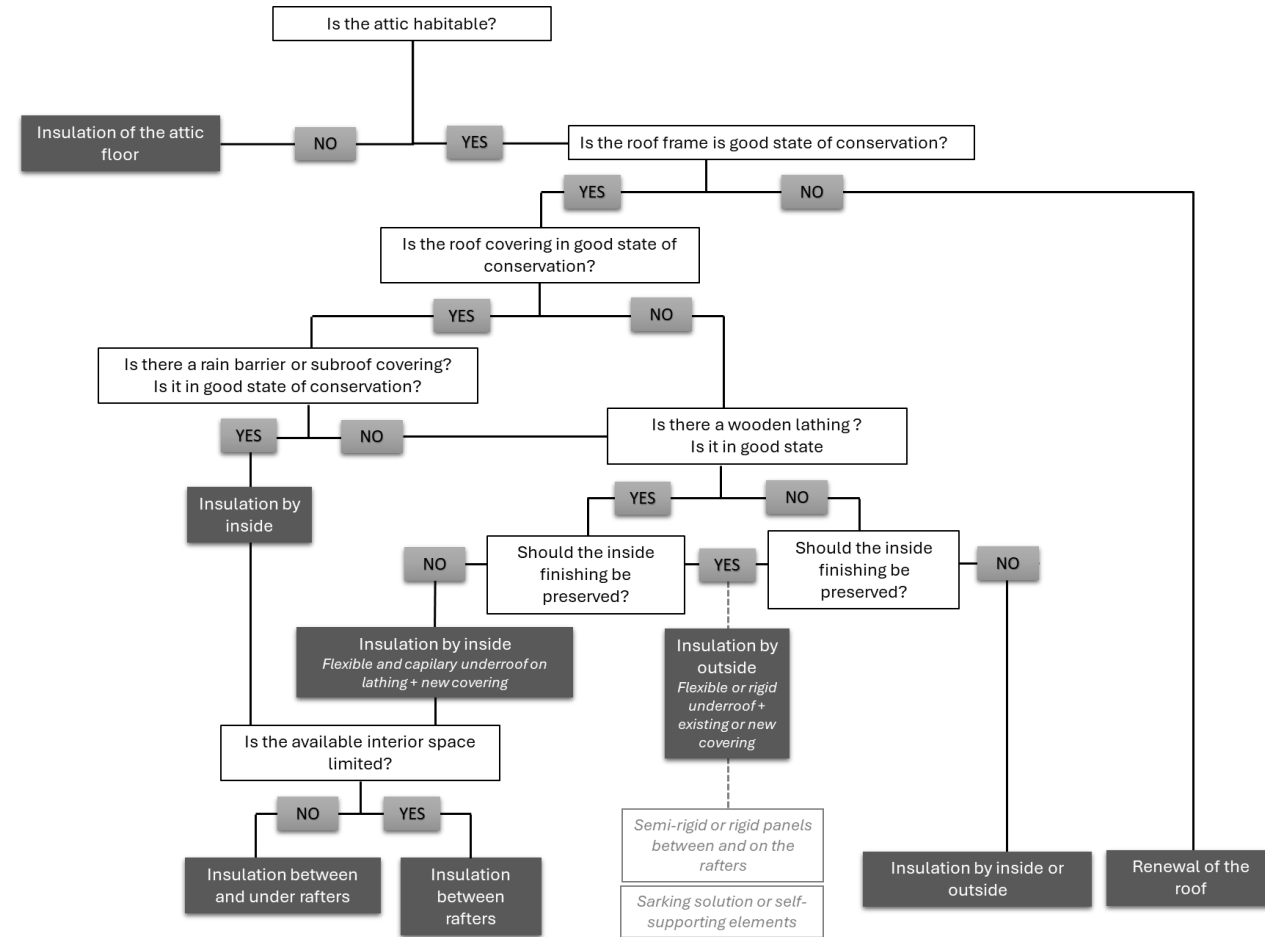 Is the attic habitable?
Insulation of the attic
floor
NO
YES
Is the roof frame is good state of conservation?
YES
NO
Is the roof covering in good state of
conservation?
YES
NO
Is there a rain barrier or subroof covering?
Is it in good state of conservation?
YES
NO
Is there a wooden lathing ?
Is it in good state
YES
NO
Insulation by
inside
NO
Should the inside
finishing be
preserved?
YES
Should the inside
finishing be
preserved?
NO
Insulation by inside
Flexible and capilary underroof on
lathing + new covering
Insulation by
outside
Flexible or rigid
underroof +
existing or new
covering
Is the available interior space
limited?
NO
YES
Semi-rigid or rigid panels
between and on the
rafters
Insulation between
and under rafters
Insulation
between
rafters
Sarking solution or self-
supporting elements
Insulation by inside or
outside
Renewal of the
roof